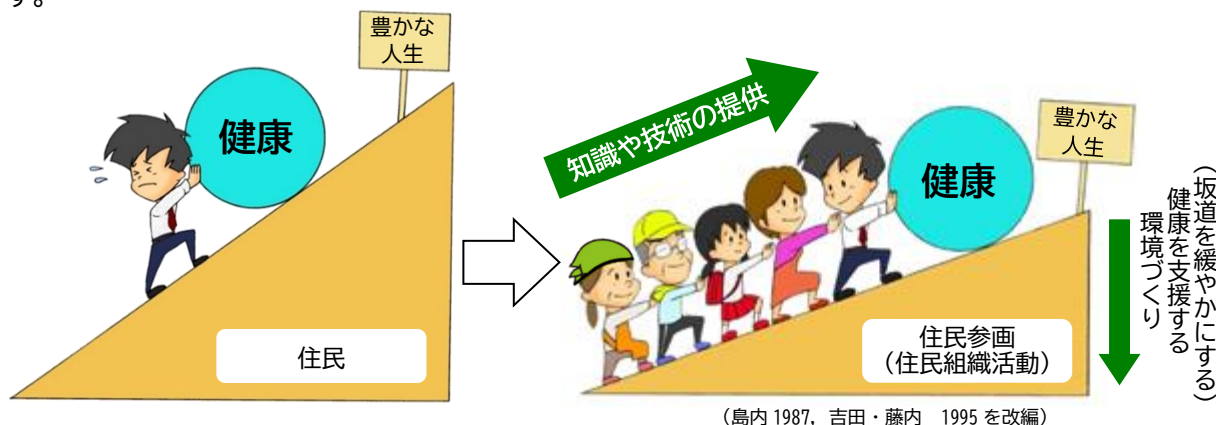 す。
豊かな
人生
健康
住民
知識や技術の提供
豊かな
人生
健康
住民参画
（住民組織活動）
（坂道を緩やかにする）
健康を支援する
環境づくり
（島内 1987，吉田・藤内　1995 を改編）